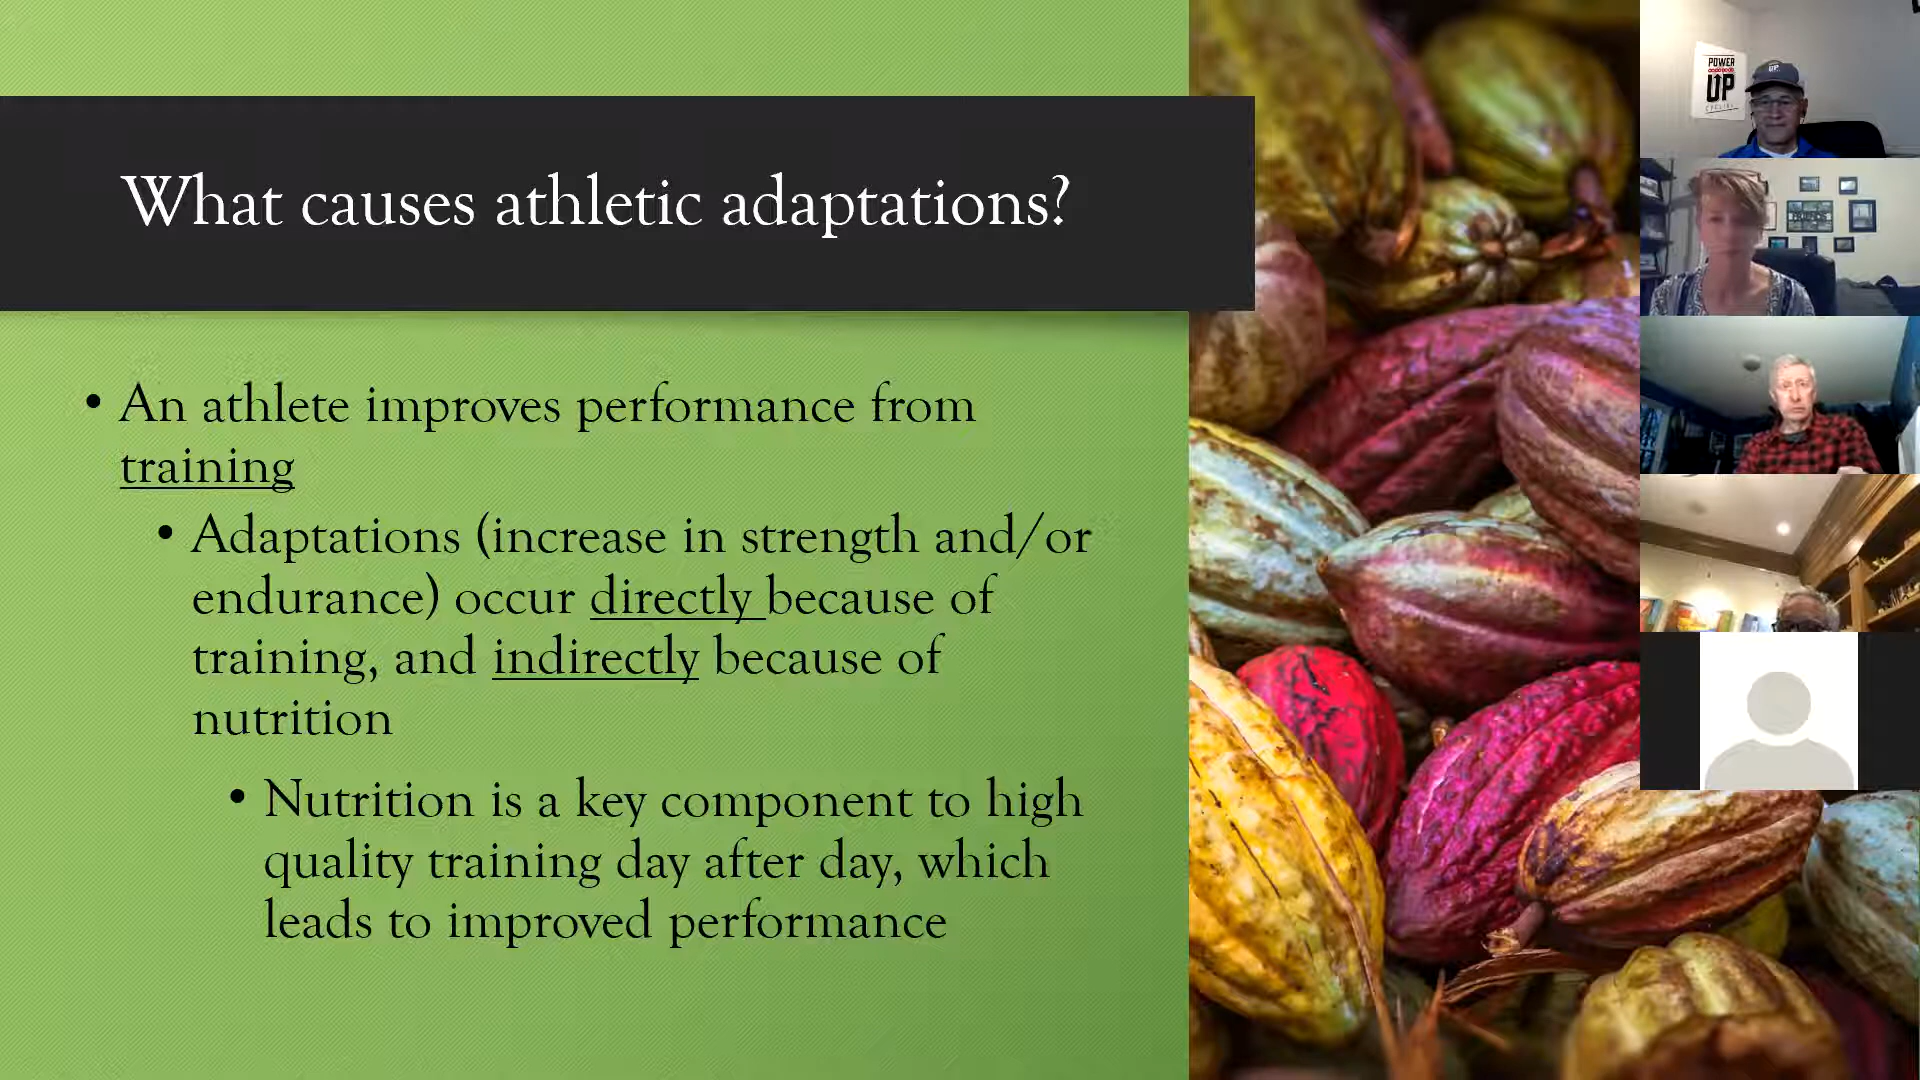 What causes athletic adaptations?
• An athlete improves performance from
training
• Adaptations (increase in strength and/or
endurance) occur directly because of
training, and indirectly because of
nutrition
• Nutrition is a key component to high
quality training day after day, which
leads to improved performance
POWER
UP
UP